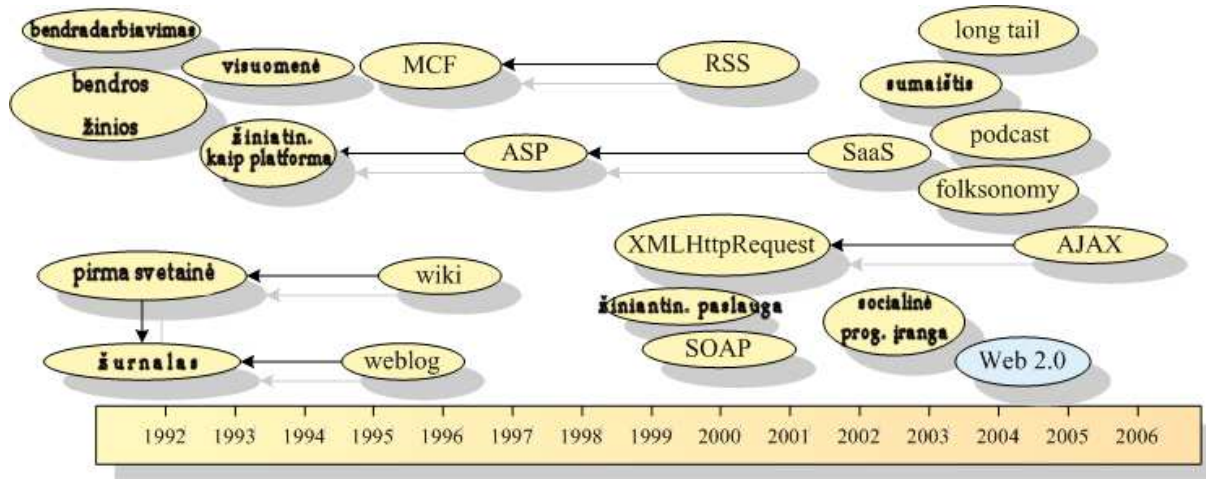 bendradarbiavimas
long tail
visuomenė
MCF
RSS
bendros
žinios
sumaištis
žiniatin.
kaip platforma
ASP
SaaS
podcast
folksonomy
XMLHttpRequest
AJAX
pirma svetainė
wiki
žiniantin. paslauga
socialinė
prog. įranga
žurnalas
weblog
SOAP
Web 2.0
1992 1993 1994 1995 1996 1997 1998 1999 2000 2001 2002 2003 2004 2005 2006